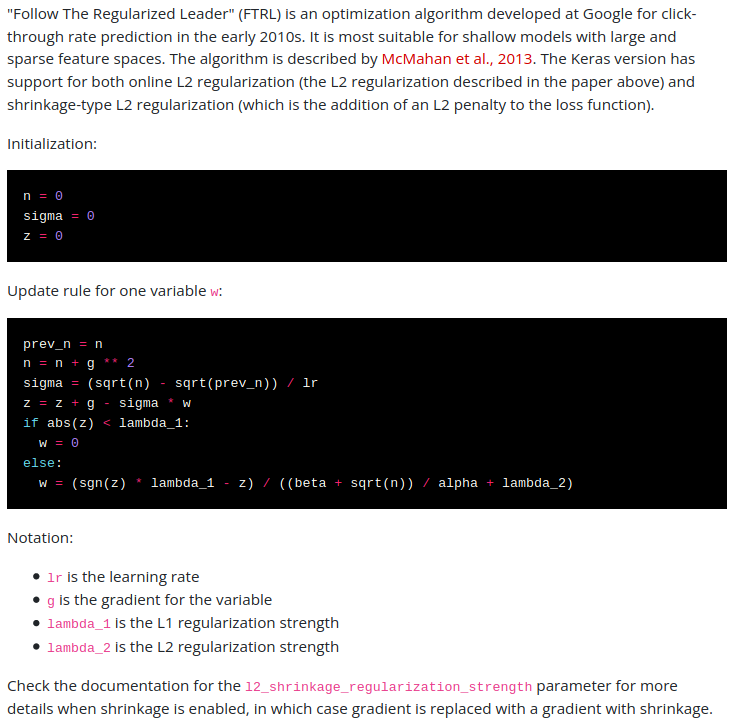 "Follow The Regularized Leader" (FTRL) is an optimization algorithm developed at Google for click-
through rate prediction in the early 2010s. It is most suitable for shallow models with large and
sparse feature spaces. The algorithm is described by McMahan et al., 2013. The Keras version has
support for both online L2 regularization (the L2 regularization described in the paper above) and
shrinkage-type L2 regularization (which is the addition of an L2 penalty to the loss function).
Initialization:
n = 0
sigma = 0
z = 0
Update rule for one variable w:
prev_n = n
n = n + g ** 2
sigma = (sqrt(n) - sqrt(prev_n)) / lr
z = z + g - sigma * w
if abs(z) < lambda_1:
  w = 0
else:
  w = (sgn(z) * lambda_1 - z) / ((beta + sqrt(n)) / alpha + lambda_2)
Notation:
• lr is the learning rate
• g is the gradient for the variable
• lambda_1 is the L1 regularization strength
• lambda_2 is the L2 regularization strength
Check the documentation for the l2_shrinkage_regularization_strength parameter for more
details when shrinkage is enabled, in which case gradient is replaced with a gradient with shrinkage.